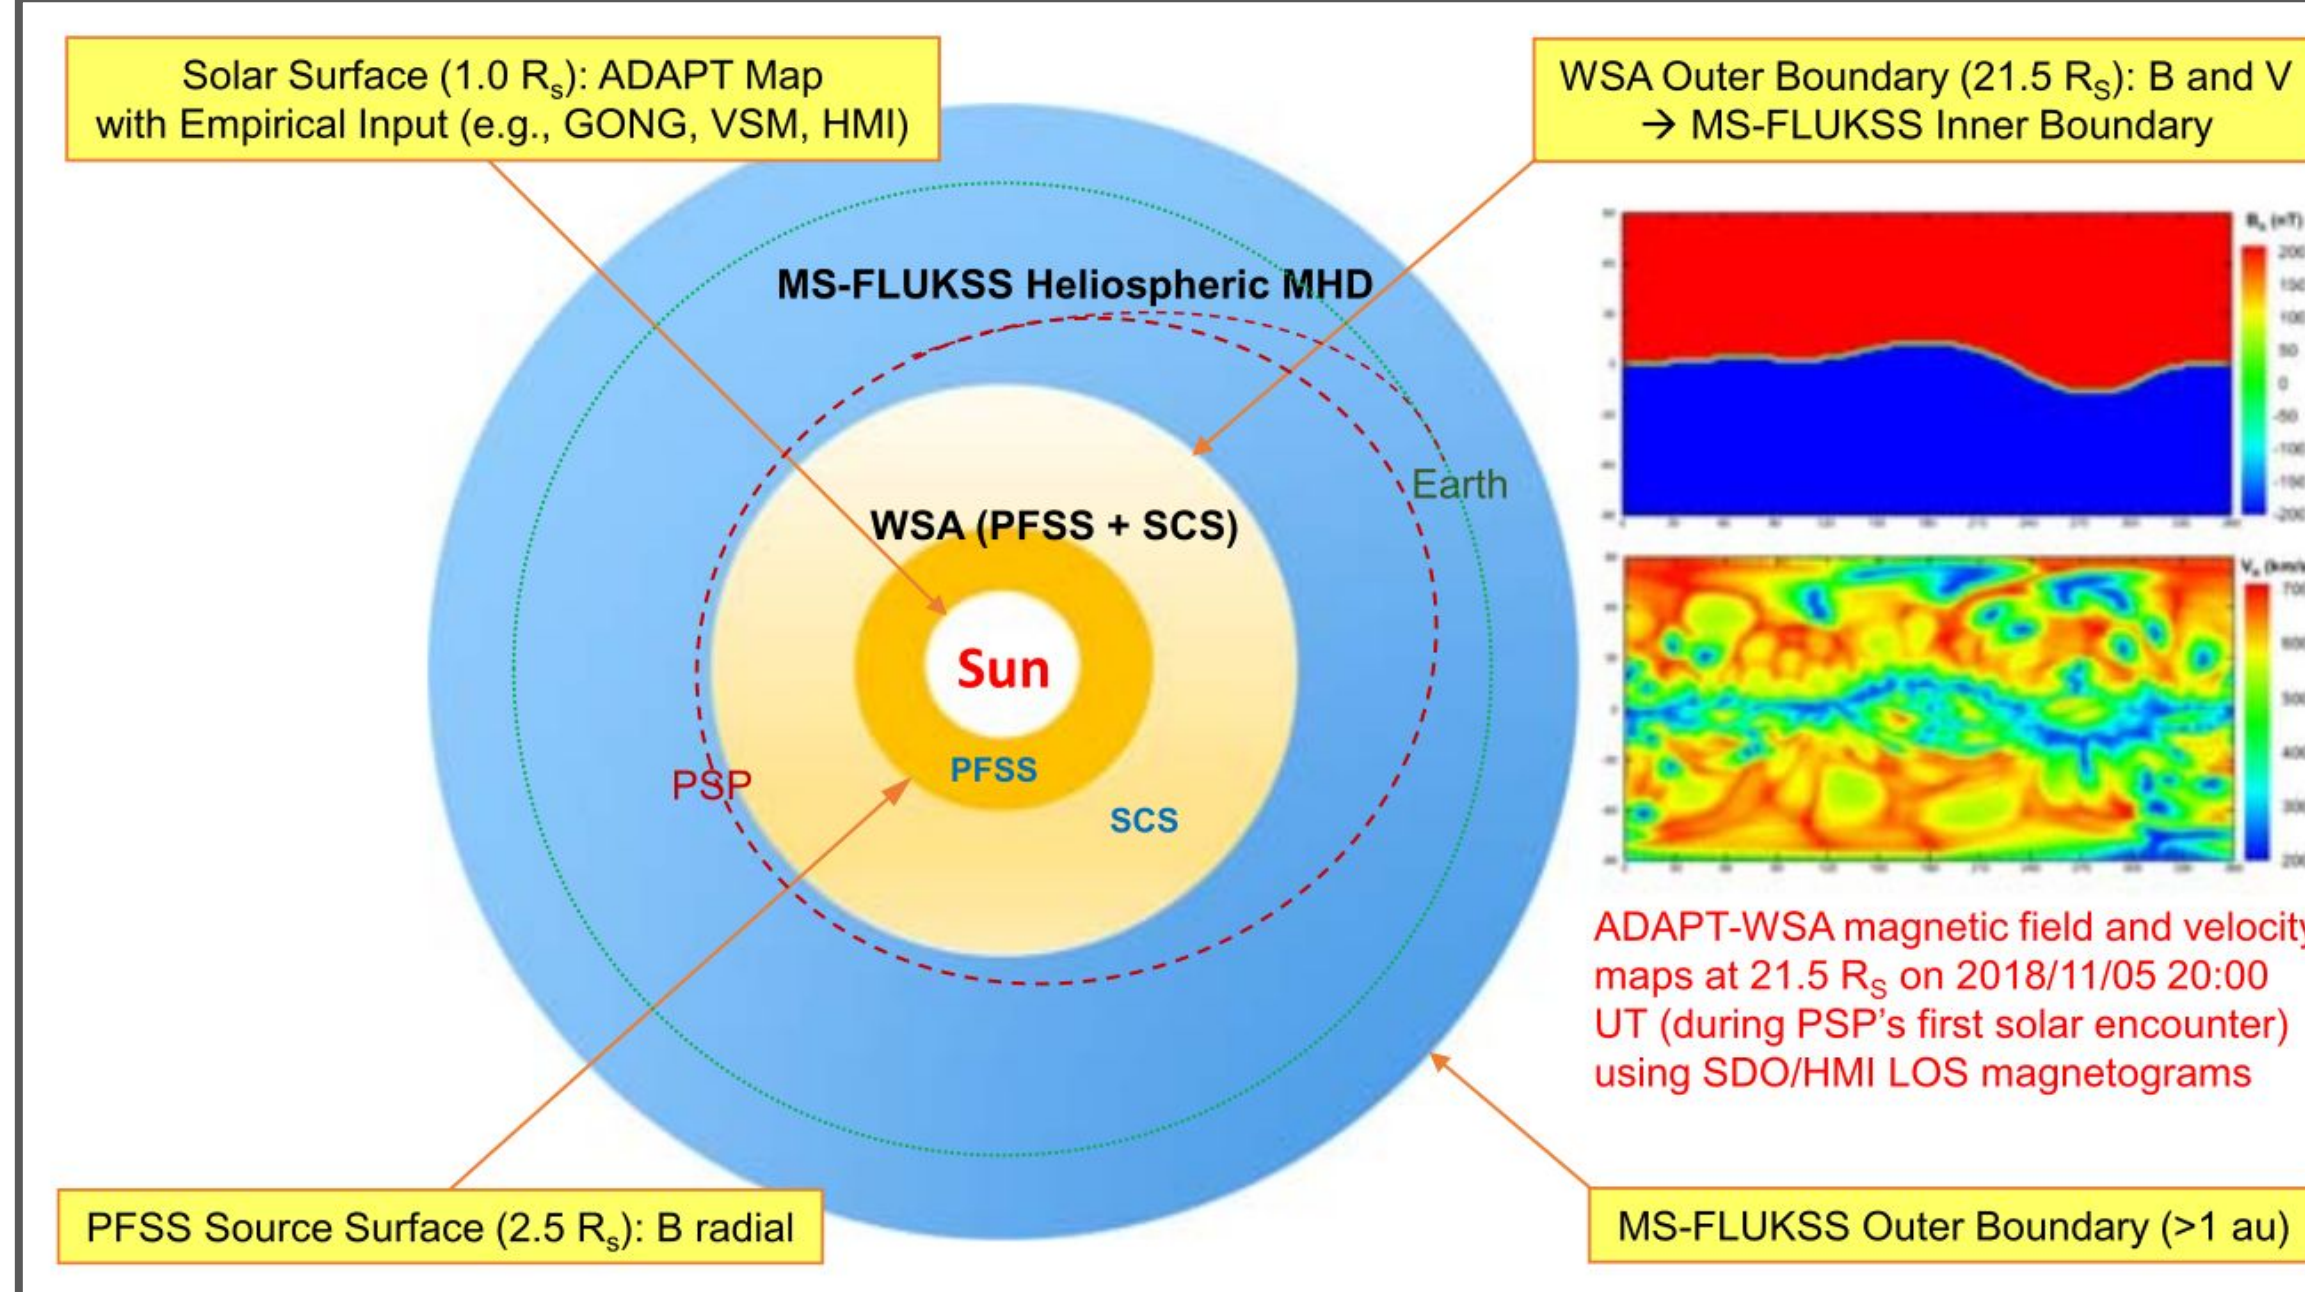 Solar Surface (1.0 Rs): ADAPT Map
with Empirical Input (e.g., GONG, VSM, HMI)
WSA Outer Boundary (21.5 RS): B and V
→ MS-FLUKSS Inner Boundary
MS-FLUKSS Heliospheric MHD
Earth
WSA (PFSS + SCS)
Sun
PFSS
PSP
SCS
ADAPT-WSA magnetic field and velocity
maps at 21.5 RS on 2018/11/05 20:00
UT (during PSP’s first solar encounter)
using SDO/HMI LOS magnetograms
PFSS Source Surface (2.5 Rs): B radial
MS-FLUKSS Outer Boundary (>1 au)